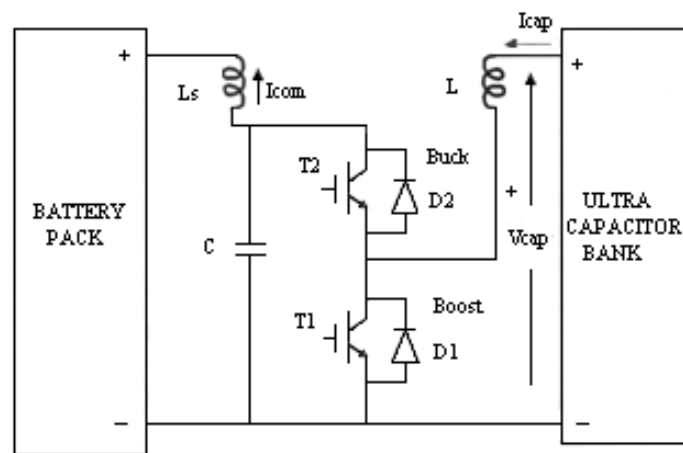 BATTERY
PACK
+
−
Ls
Icom
C
T2
Buck
D2
T1
Boost
D1
L
Icap
+
Vcap
+
−
ULTRA
CAPACITOR
BANK